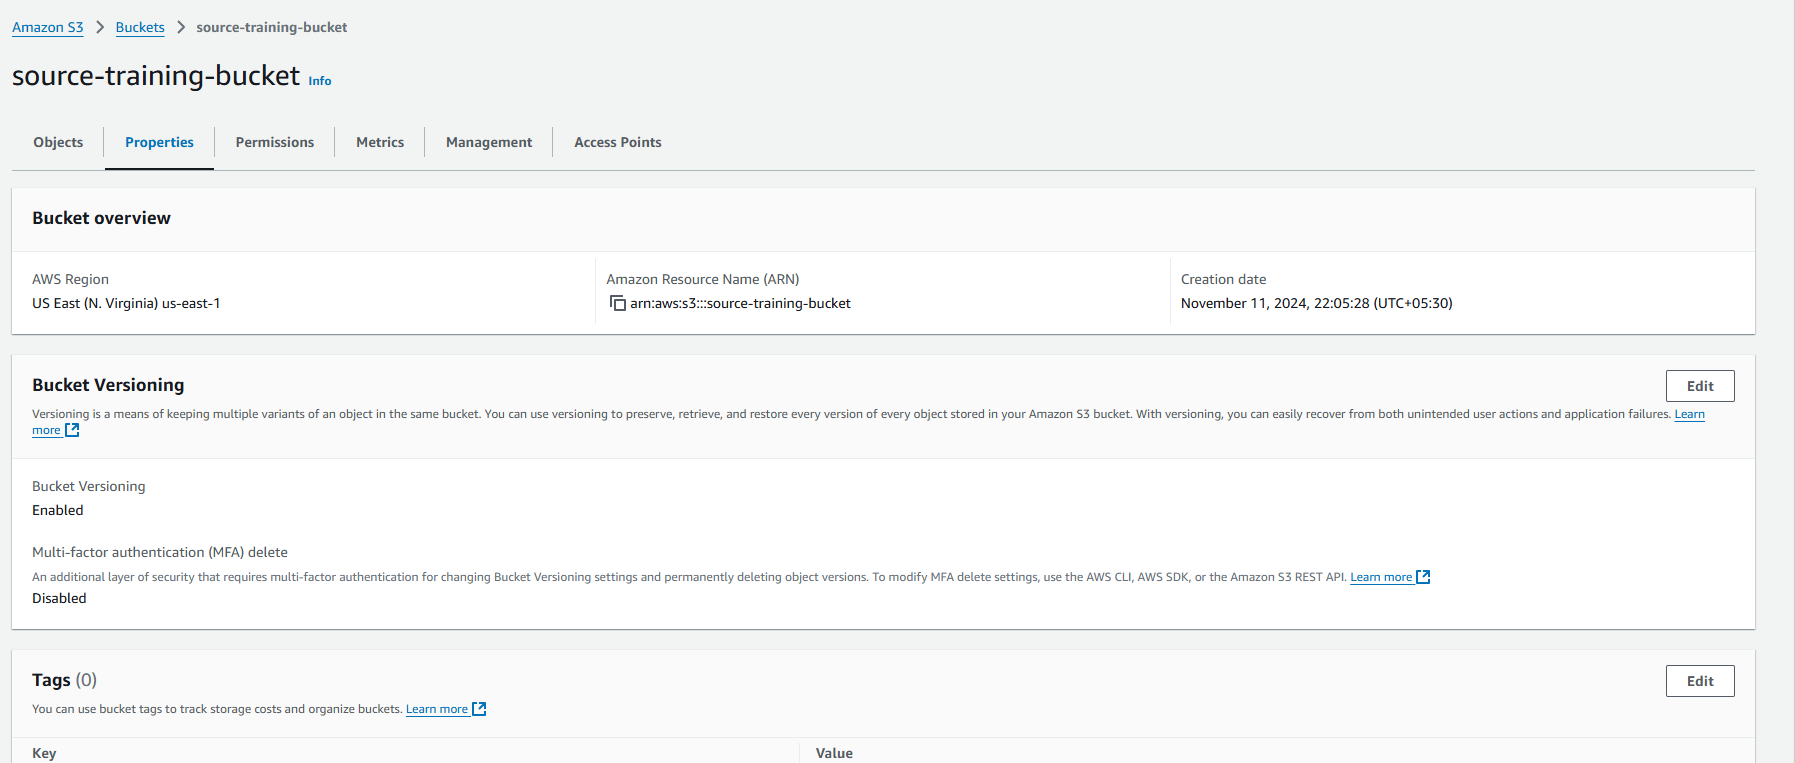 Amazon S3 > Buckets > source-training-bucket
source-training-bucket Info
Objects Properties Permissions Metrics Management Access Points
Bucket overview
AWS Region Amazon Resource Name (ARN) Creation date
US East (N. Virginia) us-east-1 arn:aws:s3:::source-training-bucket November 11, 2024, 22:05:28 (UTC+05:30)
Bucket Versioning Edit
Versioning is a means of keeping multiple variants of an object in the same bucket. You can use versioning to preserve, retrieve, and restore every version of every object stored in your Amazon S3 bucket. With versioning, you can easily recover from both unintended user actions and application failures. Learn
more
Bucket Versioning
Enabled
Multi-factor authentication (MFA) delete
An additional layer of security that requires multi-factor authentication for changing Bucket Versioning settings and permanently deleting object versions. To modify MFA delete settings, use the AWS CLI, AWS SDK, or the Amazon S3 REST API. Learn more
Disabled
Tags (0) Edit
You can use bucket tags to track storage costs and organize buckets. Learn more
Key Value